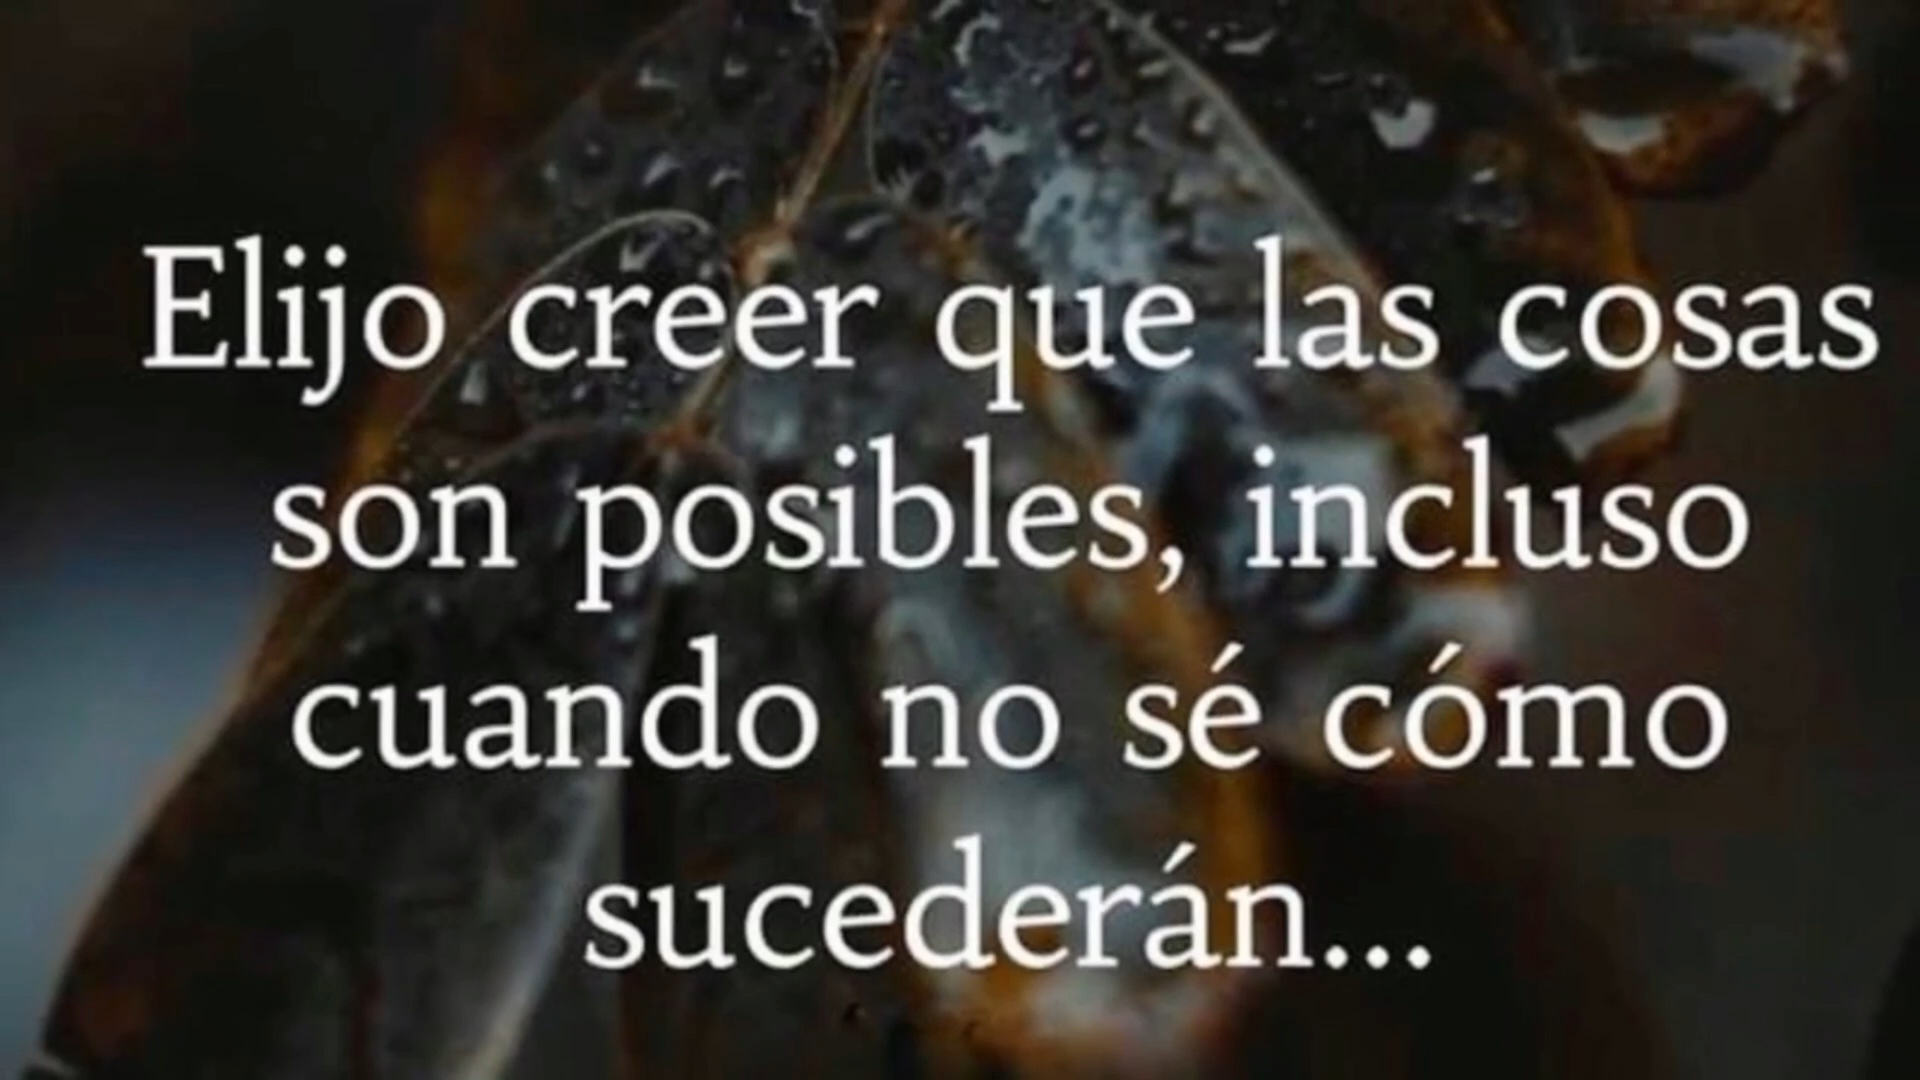 Elijo creer que las cosas
son posibles, incluso
cuando no sé cómo
sucederán...